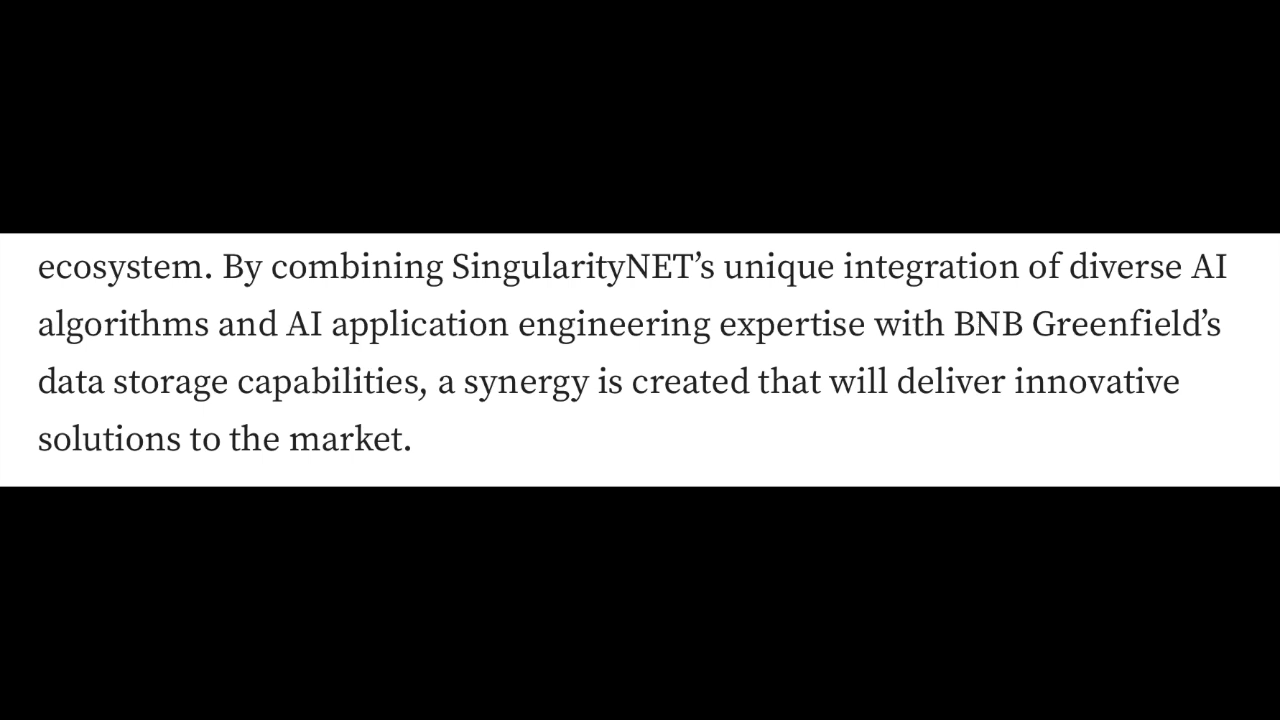 ecosystem. By combining SingularityNET’s unique integration of diverse AI
algorithms and AI application engineering expertise with BNB Greenfield’s
data storage capabilities, a synergy is created that will deliver innovative
solutions to the market.